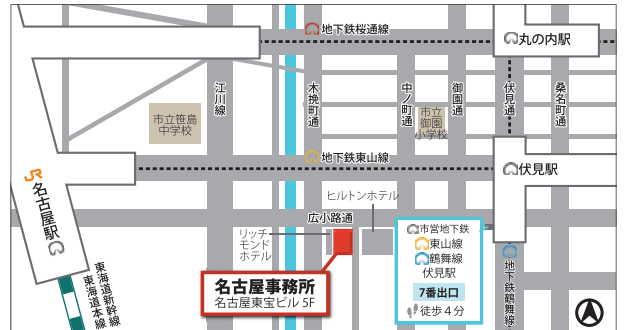 地下鉄桜通線
丸の内駅
江川線
木挽町通
中ノ町通
御園通
伏見通
桑名町通
市立笹島
中学校
市立
御園
小学校
地下鉄東山線
伏見駅
JR
名古屋駅
ヒルトンホテル
広小路通
リッチ
モンド
ホテル
市営地下鉄
東山線
鶴舞線
伏見駅
7番出口
徒歩4分
地下鉄鶴舞線
名古屋事務所
名古屋東宝ビル 5F
東海道新幹線
東海道本線